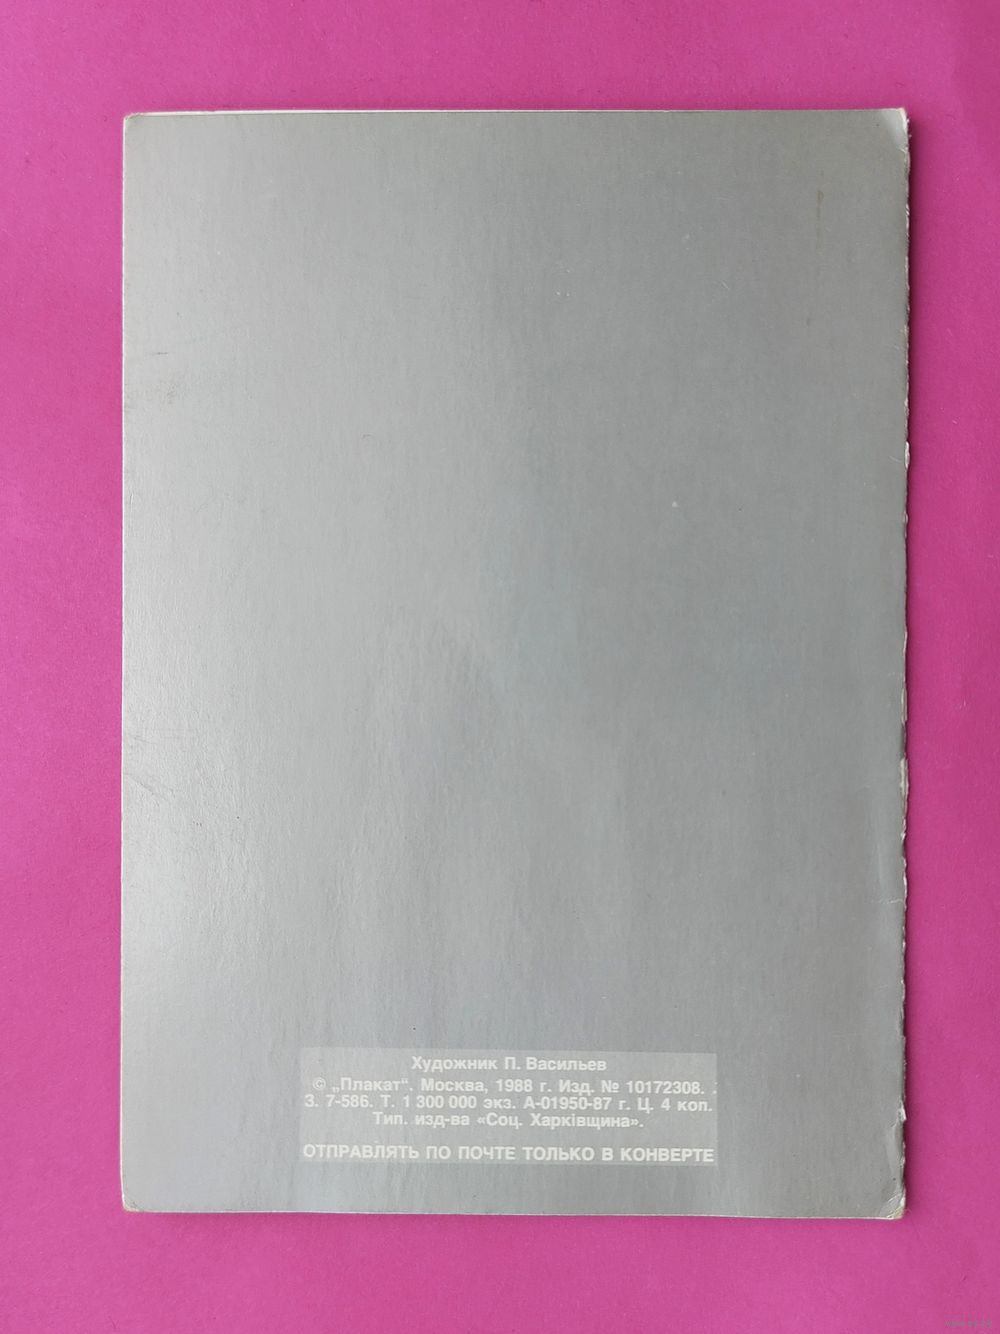 Художник П. Васильев
© „Плакат“. Москва, 1988 г. Изд. № 10172308.
З. 7-586. Т. 1 300 000 экз. А-01950-87 г. Ц. 4 коп.
Тип. изд-ва «Соц. Харківщина».
ОТПРАВЛЯТЬ ПО ПОЧТЕ ТОЛЬКО В КОНВЕРТЕ